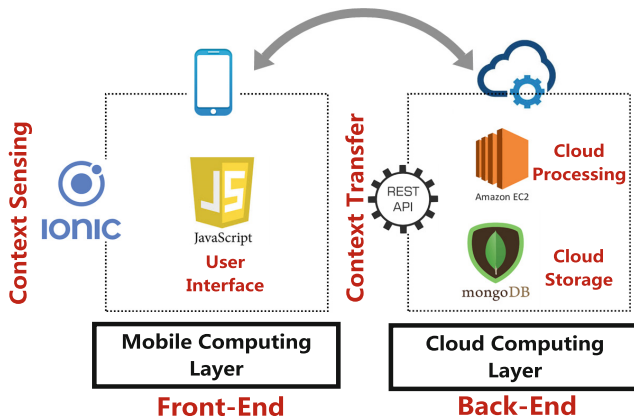 Context Sensing
IONIC
JS
JavaScript
User
Interface
Mobile Computing
Layer
Front-End
Context Transfer
REST
API
Amazon EC2
Cloud
Processing
mongoDB
Cloud
Storage
Cloud Computing
Layer
Back-End